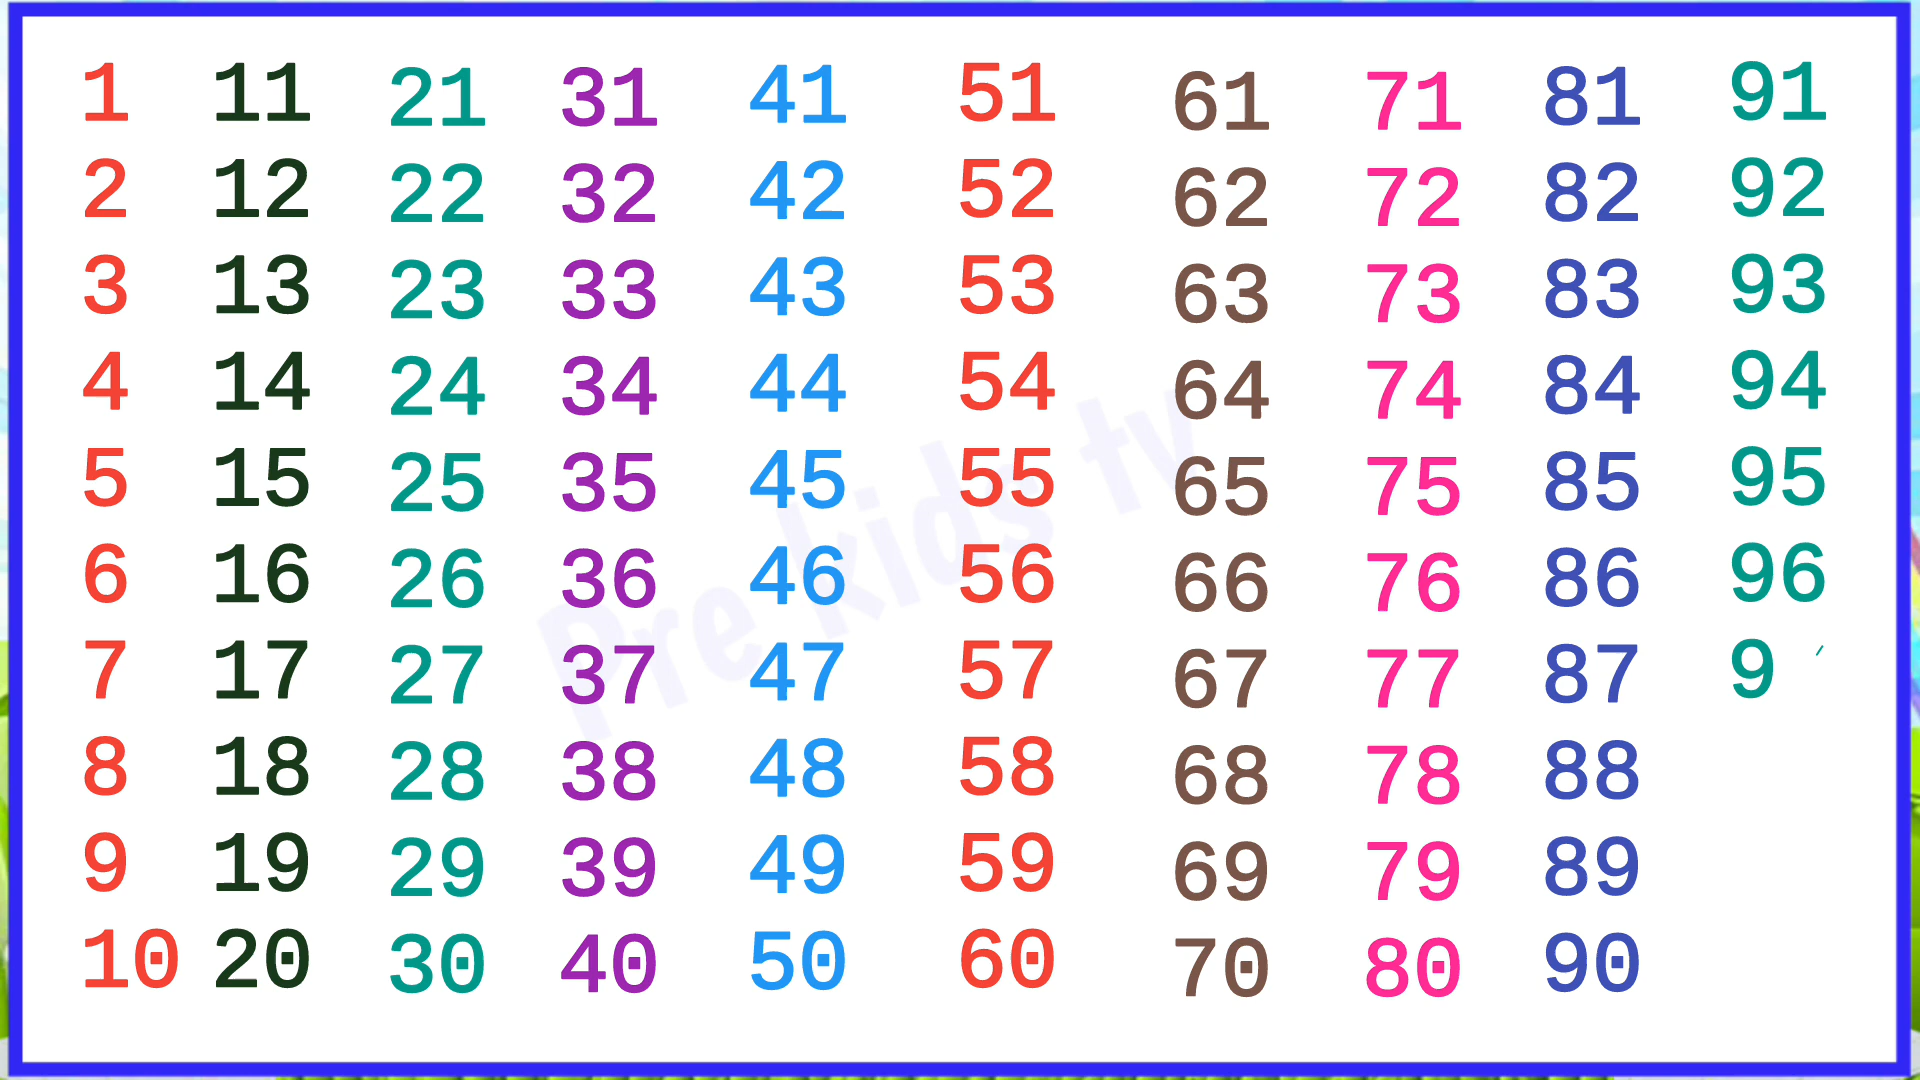 1 11 21 31 41 51 61 71 81 91
2 12 22 32 42 52 62 72 82 92
3 13 23 33 43 53 63 73 83 93
4 14 24 34 44 54 64 74 84 94
5 15 25 35 45 55 65 75 85 95
6 16 26 36 46 56 66 76 86 96
7 17 27 37 47 57 67 77 87 9
8 18 28 38 48 58 68 78 88
9 19 29 39 49 59 69 79 89
10 20 30 40 50 60 70 80 90
Pre kids tv